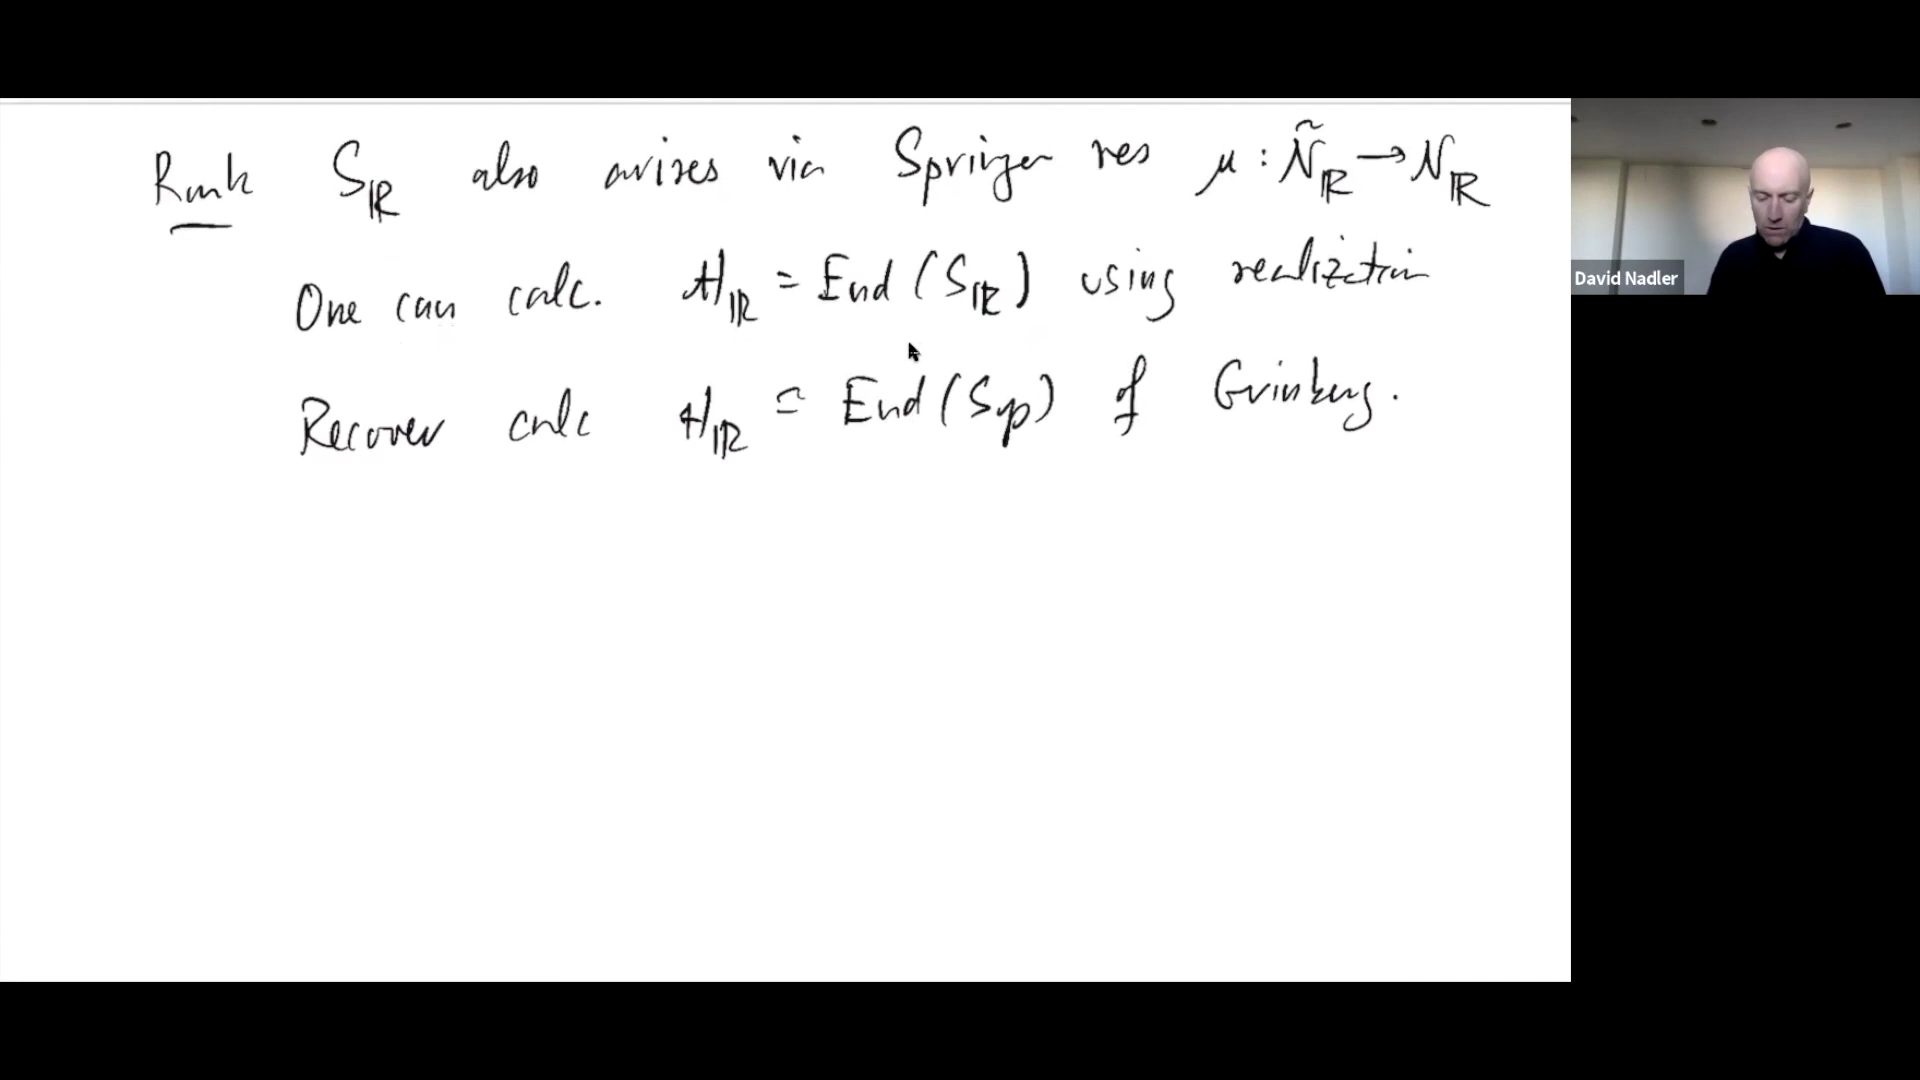 Rmk S_ℝ also arises via Springer res μ : Ñ_ℝ → N_ℝ
One can calc. H_ℝ = End (S_ℝ) using realization
Recover calc H_ℝ = End (S_p) of Grinberg.
David Nadler